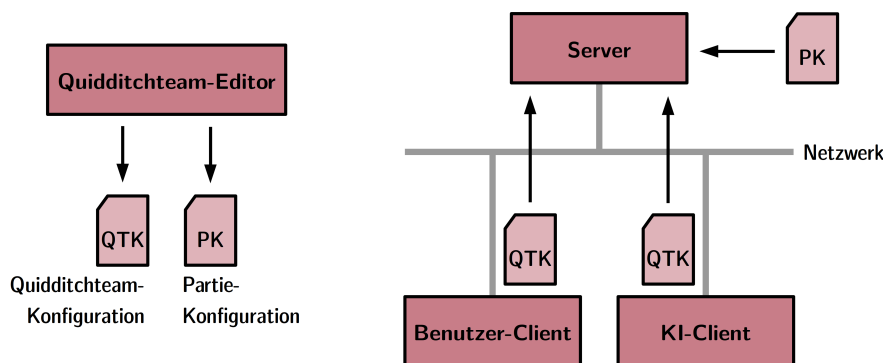 Quidditchteam-Editor
QTK
PK
Quidditchteam-
Konfiguration
Partie-
Konfiguration
Server
PK
Netzwerk
QTK
QTK
Benutzer-Client
KI-Client